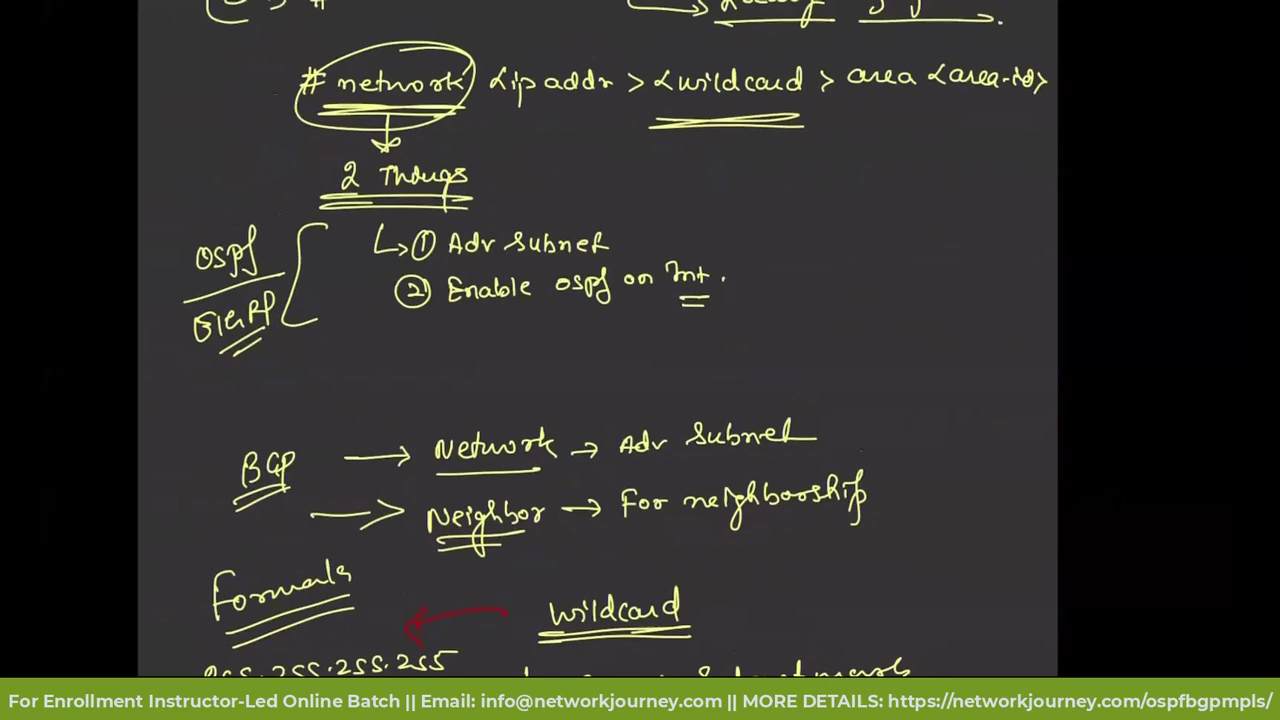 # network <ip addr> <wildcard> area <area-id>
2 Things
OSPf
EIGRP
① Adv Subnet
② Enable ospf on Int.
BGP → Network → Adv Subnet
→ Neighbor → For neighborship
Formula
Wildcard
255.255.255.255
For Enrollment Instructor-Led Online Batch || Email: info@networkjourney.com || MORE DETAILS: https://networkjourney.com/ospfbgpmpls/